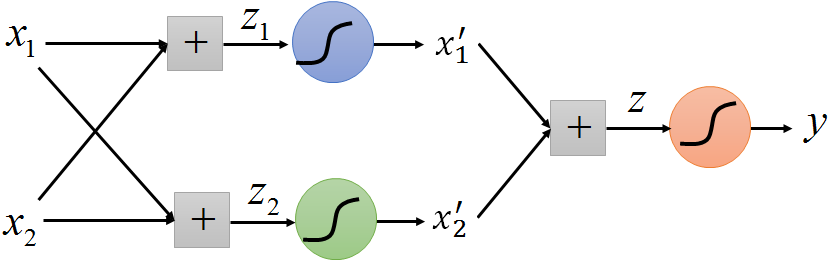 x₁ + z₁ x₁′
x₂ + z₂ x₂′
+ z y